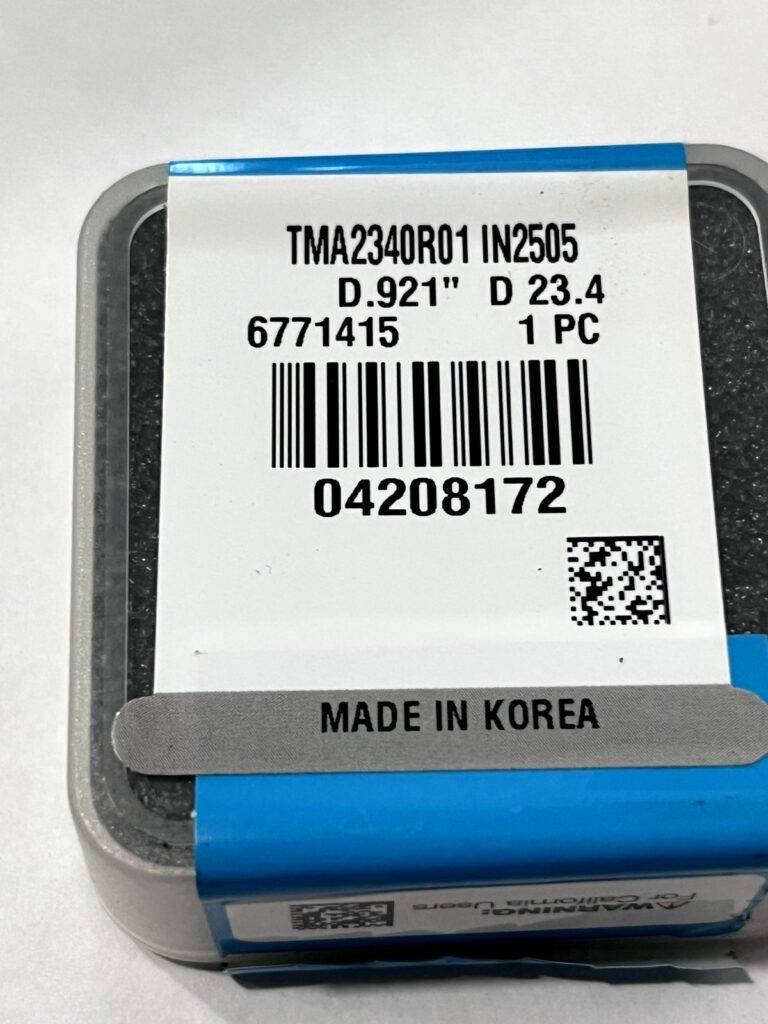 TMA2340R01 IN2505
D.921" D 23.4
6771415 1 PC
04208172
MADE IN KOREA
WARNING:
For California Users